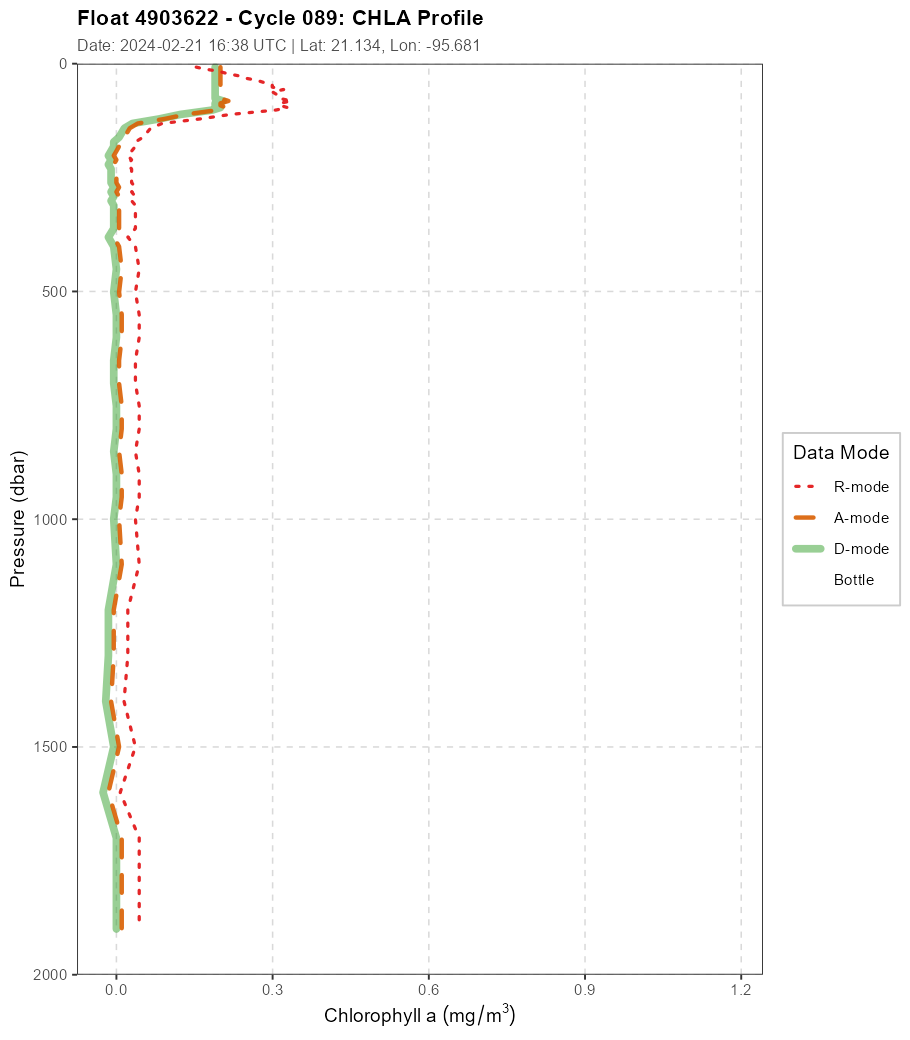 Float 4903622 - Cycle 089: CHLA Profile
Date: 2024-02-21 16:38 UTC | Lat: 21.134, Lon: -95.681
0
500
1000
1500
2000
Pressure (dbar)
0.0 0.3 0.6 0.9 1.2
Chlorophyll a (mg/m³)
Data Mode
R-mode
A-mode
D-mode
Bottle